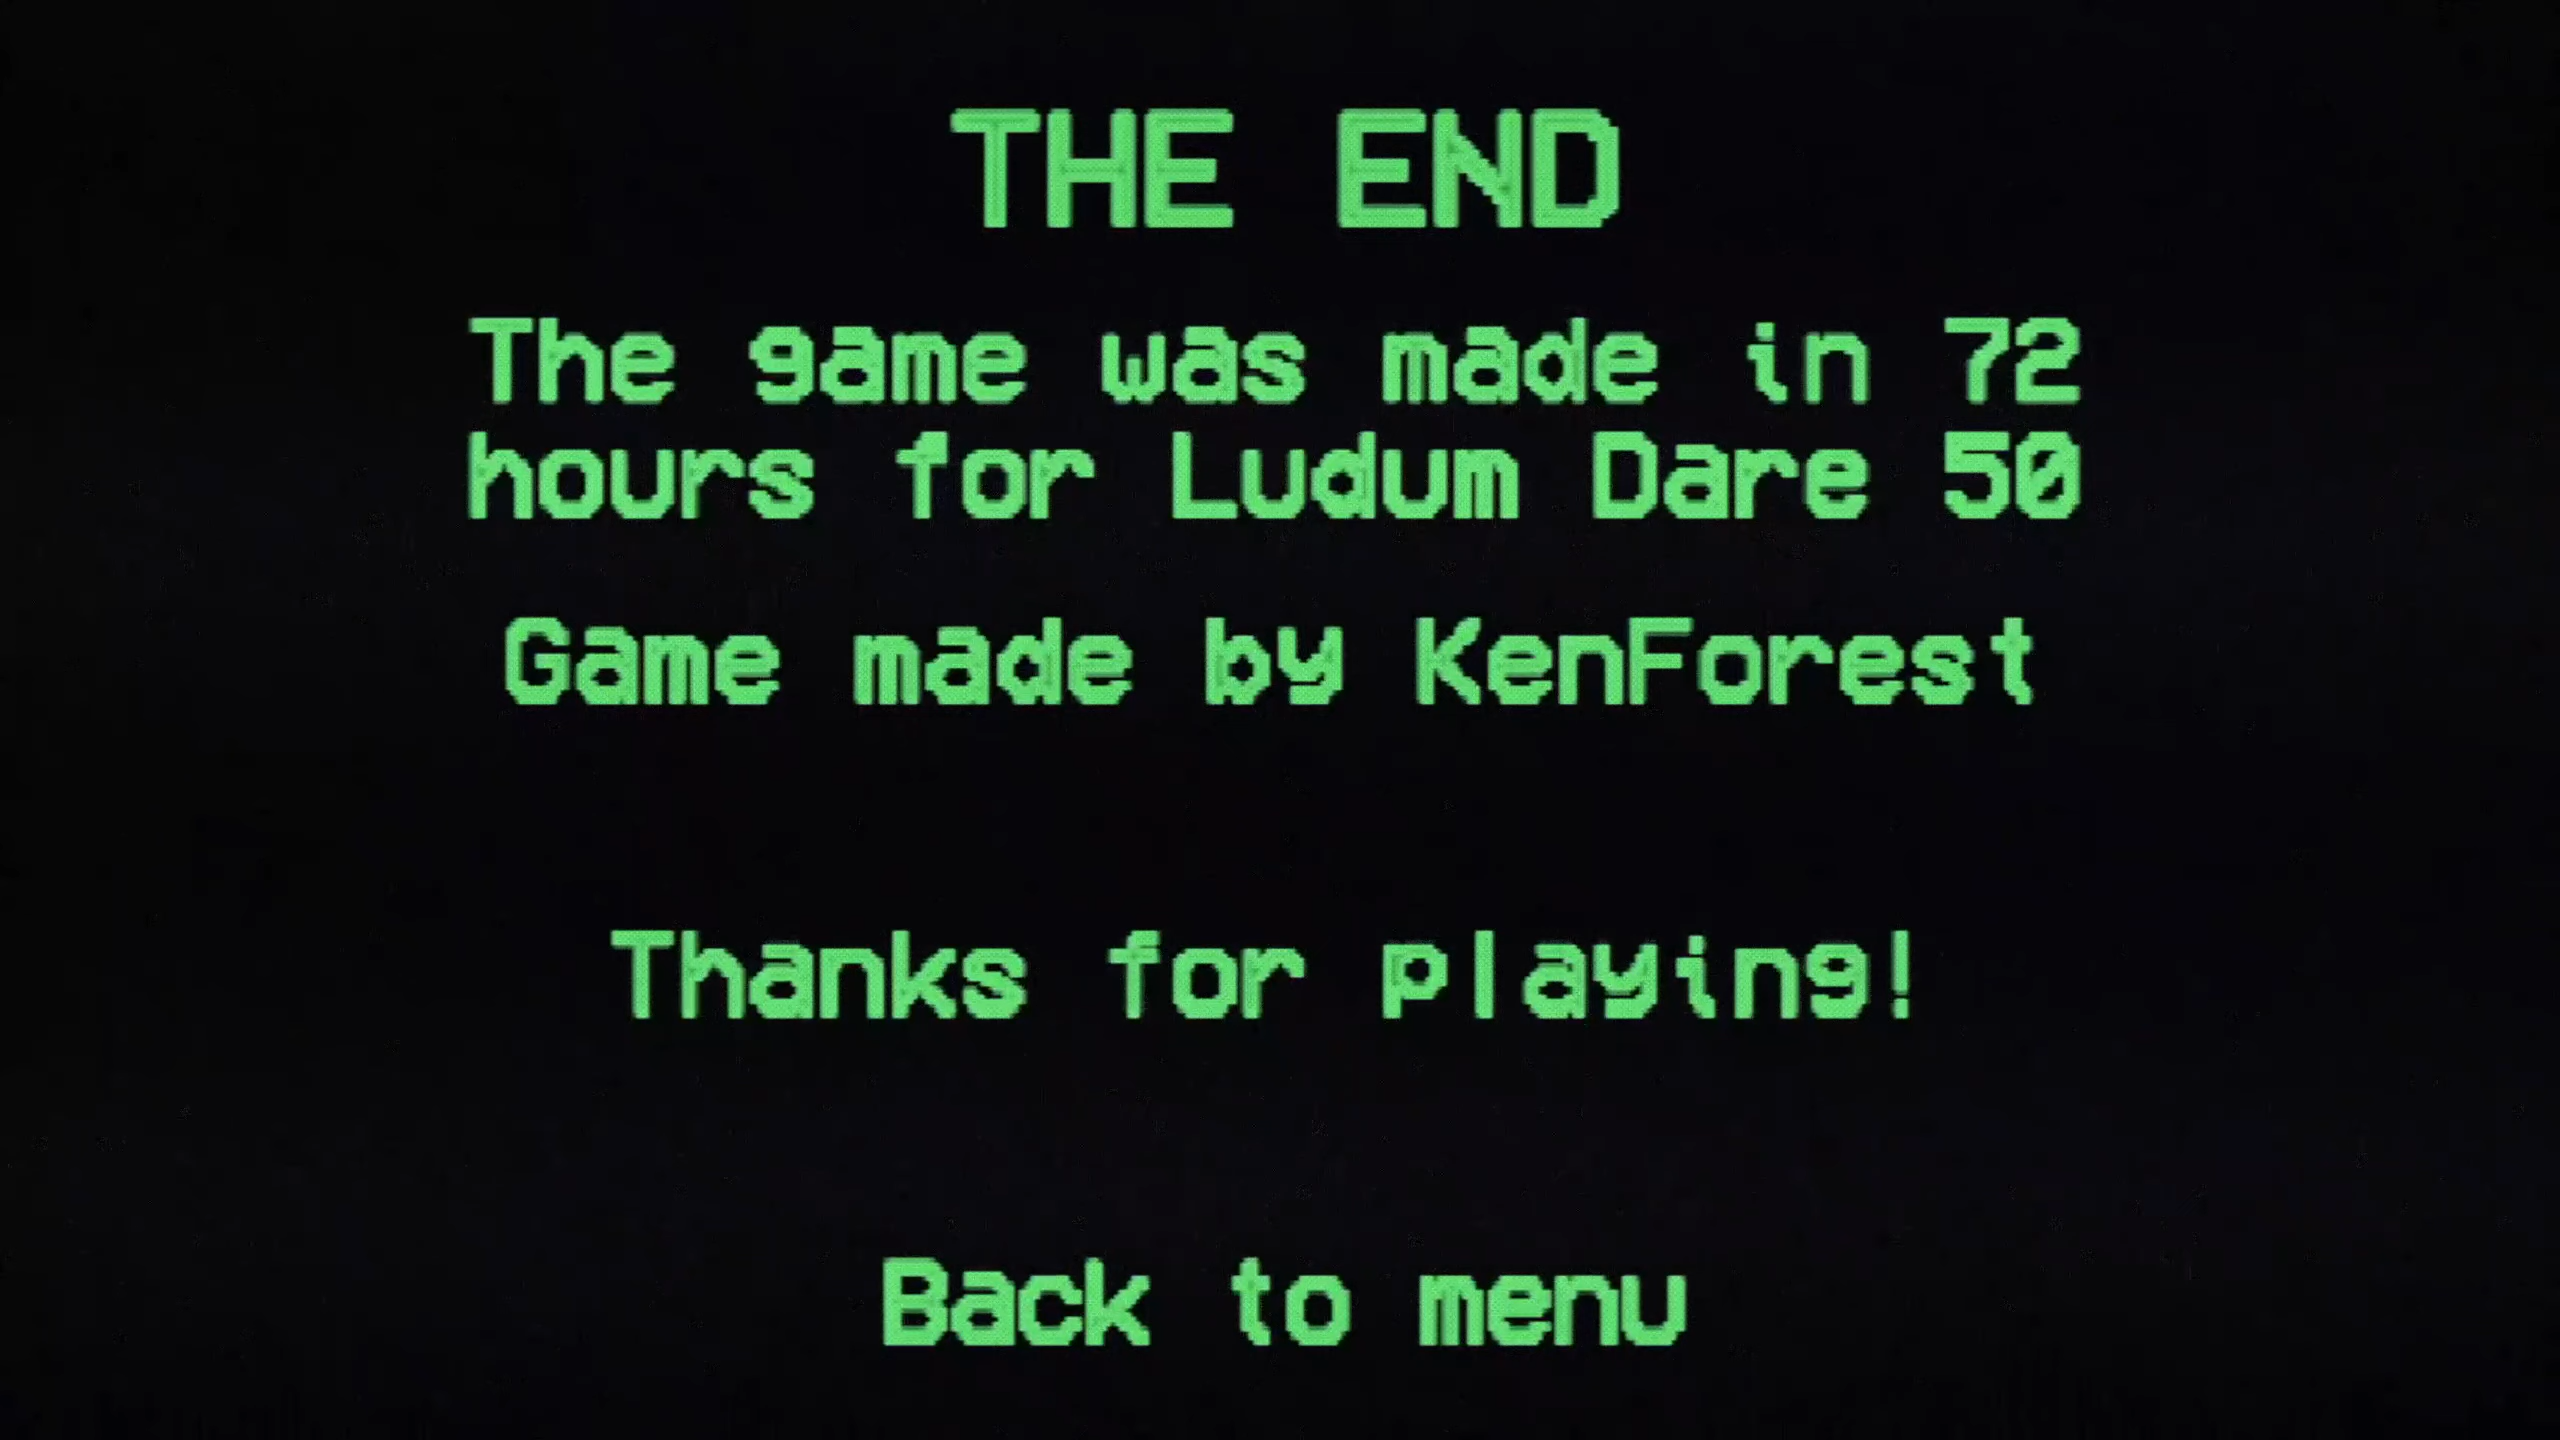 THE END
The game was made in 72
hours for Ludum Dare 50
Game made by KenForest
Thanks for playing!
Back to menu